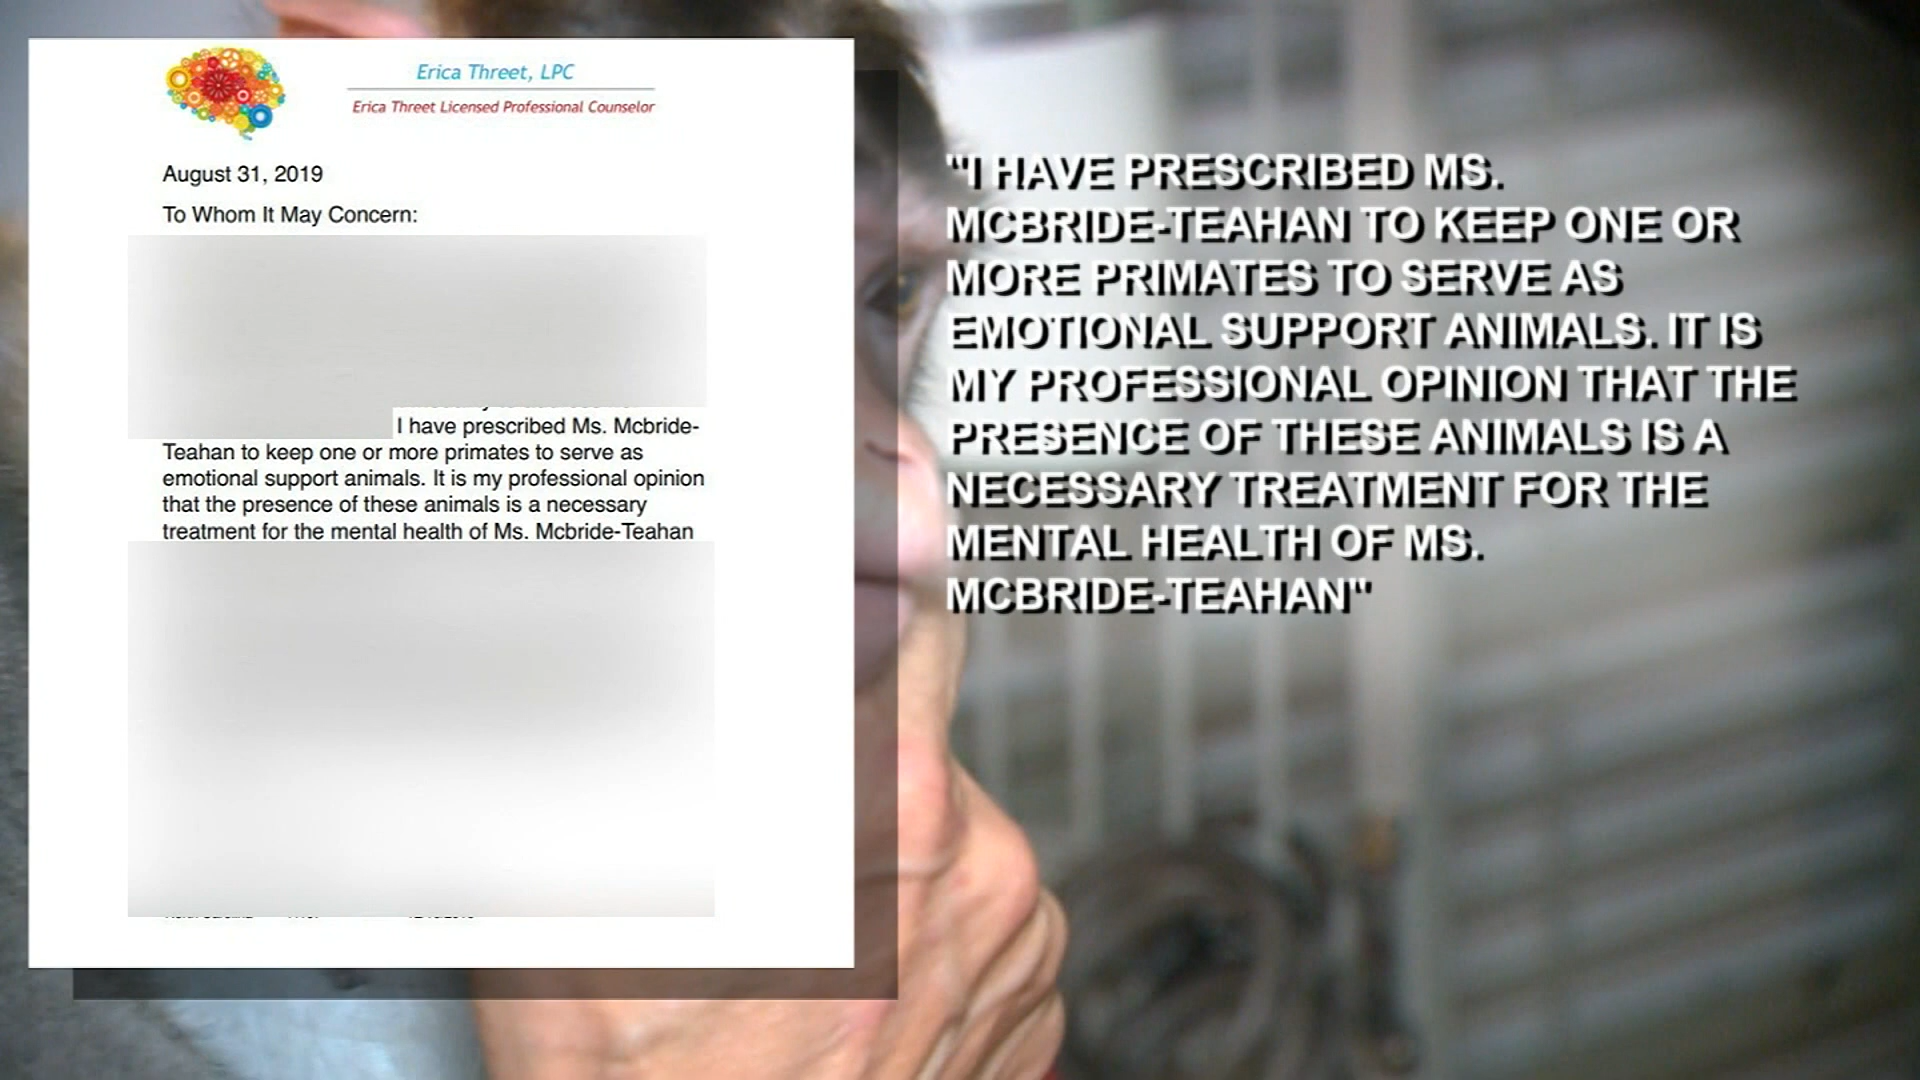 Erica Threet, LPC
Erica Threet Licensed Professional Counselor
August 31, 2019
To Whom It May Concern:
I have prescribed Ms. Mcbride-
Teahan to keep one or more primates to serve as
emotional support animals. It is my professional opinion
that the presence of these animals is a necessary
treatment for the mental health of Ms. Mcbride-Teahan
"I HAVE PRESCRIBED MS.
MCBRIDE-TEAHAN TO KEEP ONE OR
MORE PRIMATES TO SERVE AS
EMOTIONAL SUPPORT ANIMALS. IT IS
MY PROFESSIONAL OPINION THAT THE
PRESENCE OF THESE ANIMALS IS A
NECESSARY TREATMENT FOR THE
MENTAL HEALTH OF MS.
MCBRIDE-TEAHAN"